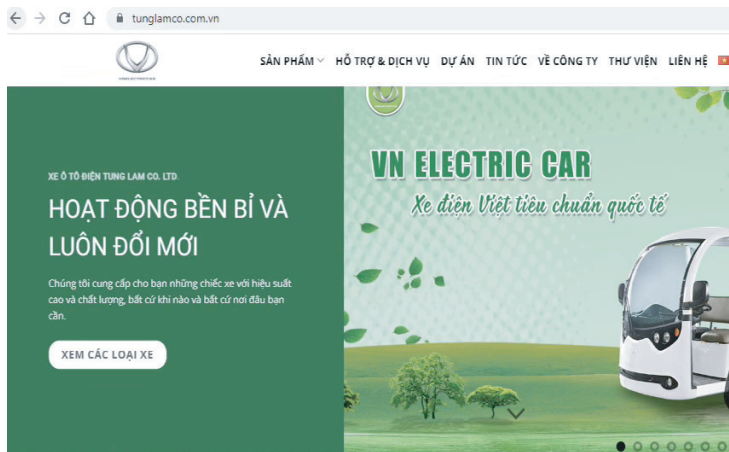 tunglamco.com.vn
SẢN PHẨM HỖ TRỢ & DỊCH VỤ DỰ ÁN TIN TỨC VỀ CÔNG TY THƯ VIỆN LIÊN HỆ
XE Ô TÔ ĐIỆN TUNG LAM CO. LTD.
HOẠT ĐỘNG BỀN BỈ VÀ
LUÔN ĐỔI MỚI
Chúng tôi cung cấp cho bạn những chiếc xe với hiệu suất
cao và chất lượng, bất cứ khi nào và bất cứ nơi đâu bạn
cần.
XEM CÁC LOẠI XE
VN ELECTRIC CAR
Xe điện Việt tiêu chuẩn quốc tế